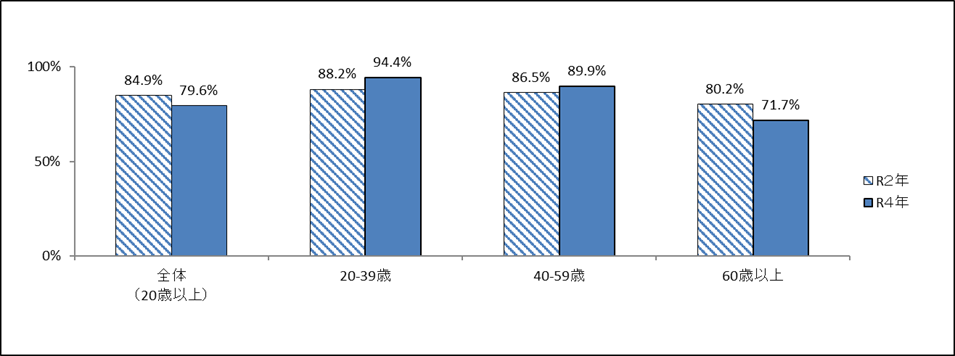 100%
50%
0%
84.9%
79.6%
88.2%
94.4%
86.5%
89.9%
80.2%
71.7%
全体
（20歳以上）
20-39歳
40-59歳
60歳以上
R２年
R４年